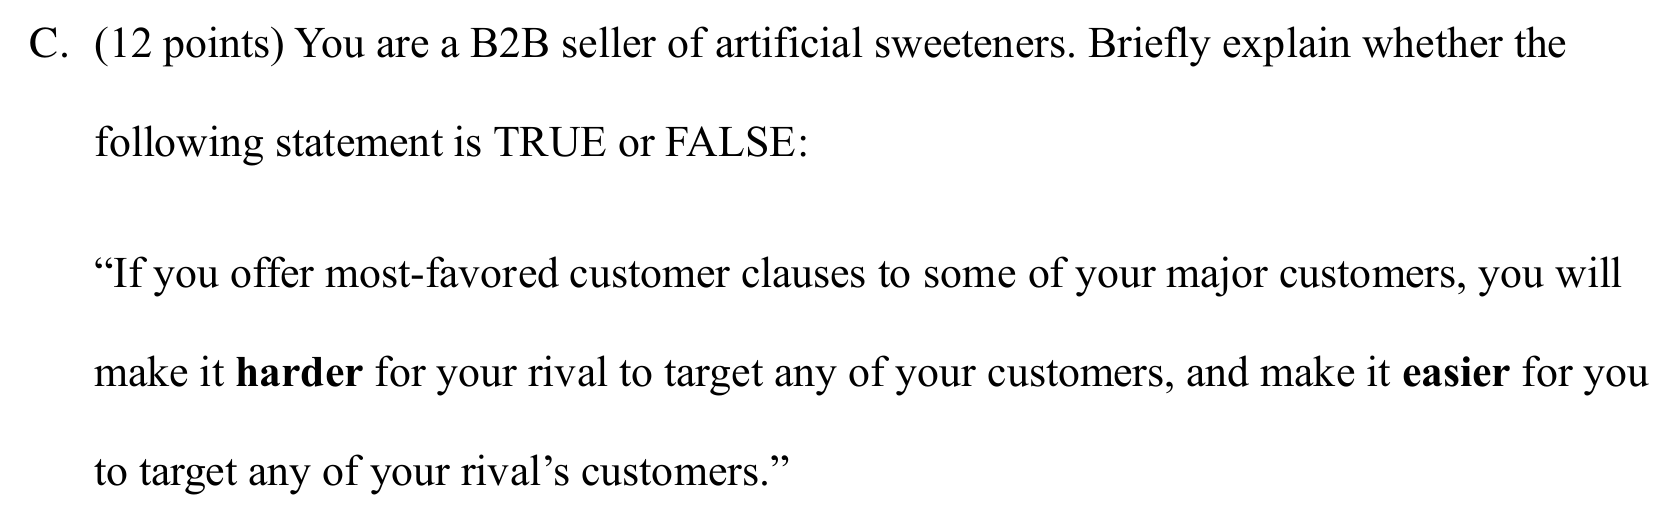 C. (12 points) You are a B2B seller of artificial sweeteners. Briefly explain whether the
following statement is TRUE or FALSE:
“If you offer most-favored customer clauses to some of your major customers, you will
make it harder for your rival to target any of your customers, and make it easier for you
to target any of your rival’s customers.”